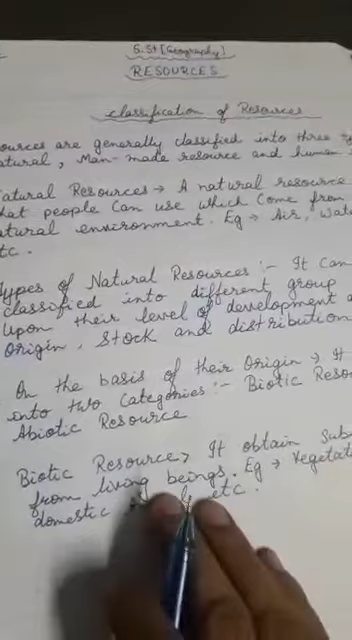 S.St [Geography]
RESOURCES
Classification of Resources
ources are generally classified into three
atural, Man-made resource and human
atural Resources → A natural resource
hat people can use which come from
atural environment. Eg → Air, Wat
tc.
types of Natural Resources :- It can
classified into different group
upon their level of development a
Origin, Stock and distribution
On the basis of their Origin → It
into two Categories :- Biotic Reso
Abiotic Resource
Biotic Resource → It obtain Sub
from living beings. Eg → Vegetat
domestic etc.